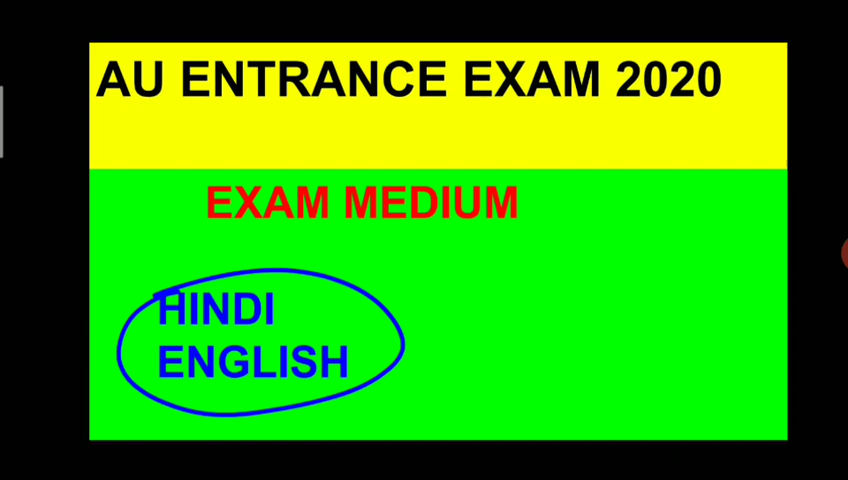 AU ENTRANCE EXAM 2020
EXAM MEDIUM
HINDI
ENGLISH